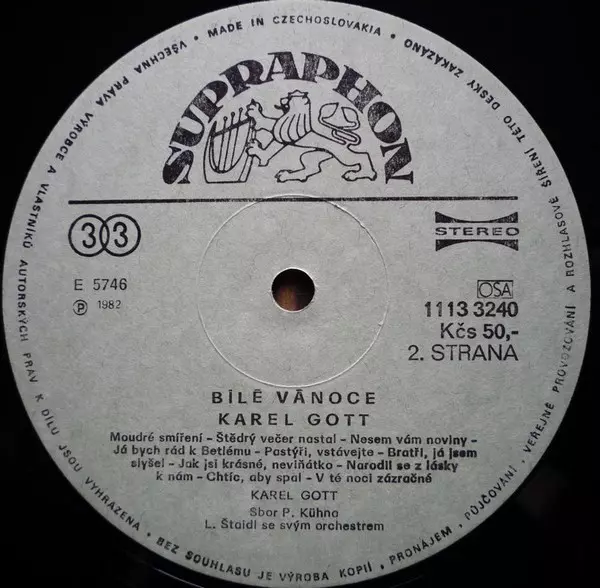 MADE IN CZECHOSLOVAKIA • VŠECHNA PRÁVA VÝROBCE A VLASTNÍKŮ AUTORSKÝCH PRÁV K DÍLU JSOU VYHRAZENA • BEZ SOUHLASU JE VÝROBA KOPIÍ, PRONÁJEM, PŮJČOVÁNÍ, VEŘEJNÉ PROVOZOVÁNÍ A ROZHLASOVÉ ŠÍŘENÍ TÉTO DESKY ZAKÁZÁNO •
SUPRAPHON
33
STEREO
E 5746
OSA
Ⓟ 1982
1113 3240
Kčs 50,-
2. STRANA
BÍLÉ VÁNOCE
KAREL GOTT
Moudré smíření – Štědrý večer nastal – Nesem vám noviny –
Já bych rád k Betlému – Pastýři, vstávejte – Bratři, já jsem
slyšel – Jak jsi krásné, neviňátko – Narodil se z lásky
k nám – Chtíc, aby spal – V té noci zázračné
KAREL GOTT
Sbor P. Kühna
L. Štaidl se svým orchestrem